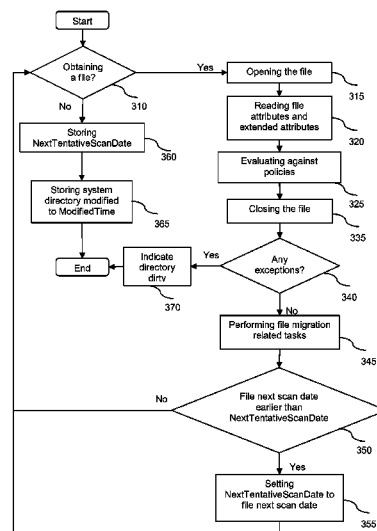 Start
Obtaining
a file?
310
Yes
No
Opening the file
315
Reading file
attributes and
extended attributes
320
Evaluating against
policies
325
Closing the file
335
Storing
NextTentativeScanDate
360
Storing system
directory modified
to ModifiedTime
365
End
Indicate
directory
dirty
370
Yes
Any
exceptions?
340
No
Performing file migration
related tasks
345
No
File next scan date
earlier than
NextTentativeScanDate
350
Yes
Setting
NextTentativeScanDate to
file next scan date
355